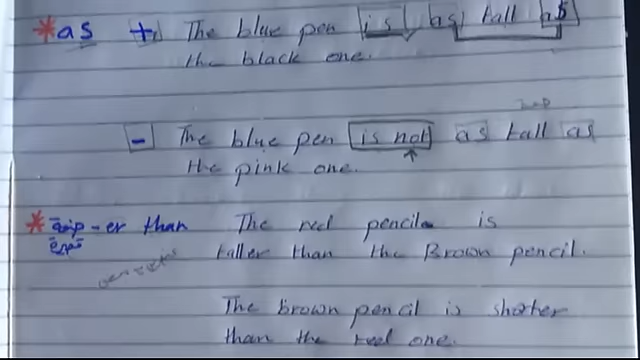 *as + The blue pen is as tall as
the black one.
- The blue pen is not as tall as
the pink one.
* صفة -er than The red pencil is
قصيرة
taller than the Brown pencil.
The brown pencil is shorter
than the red one.